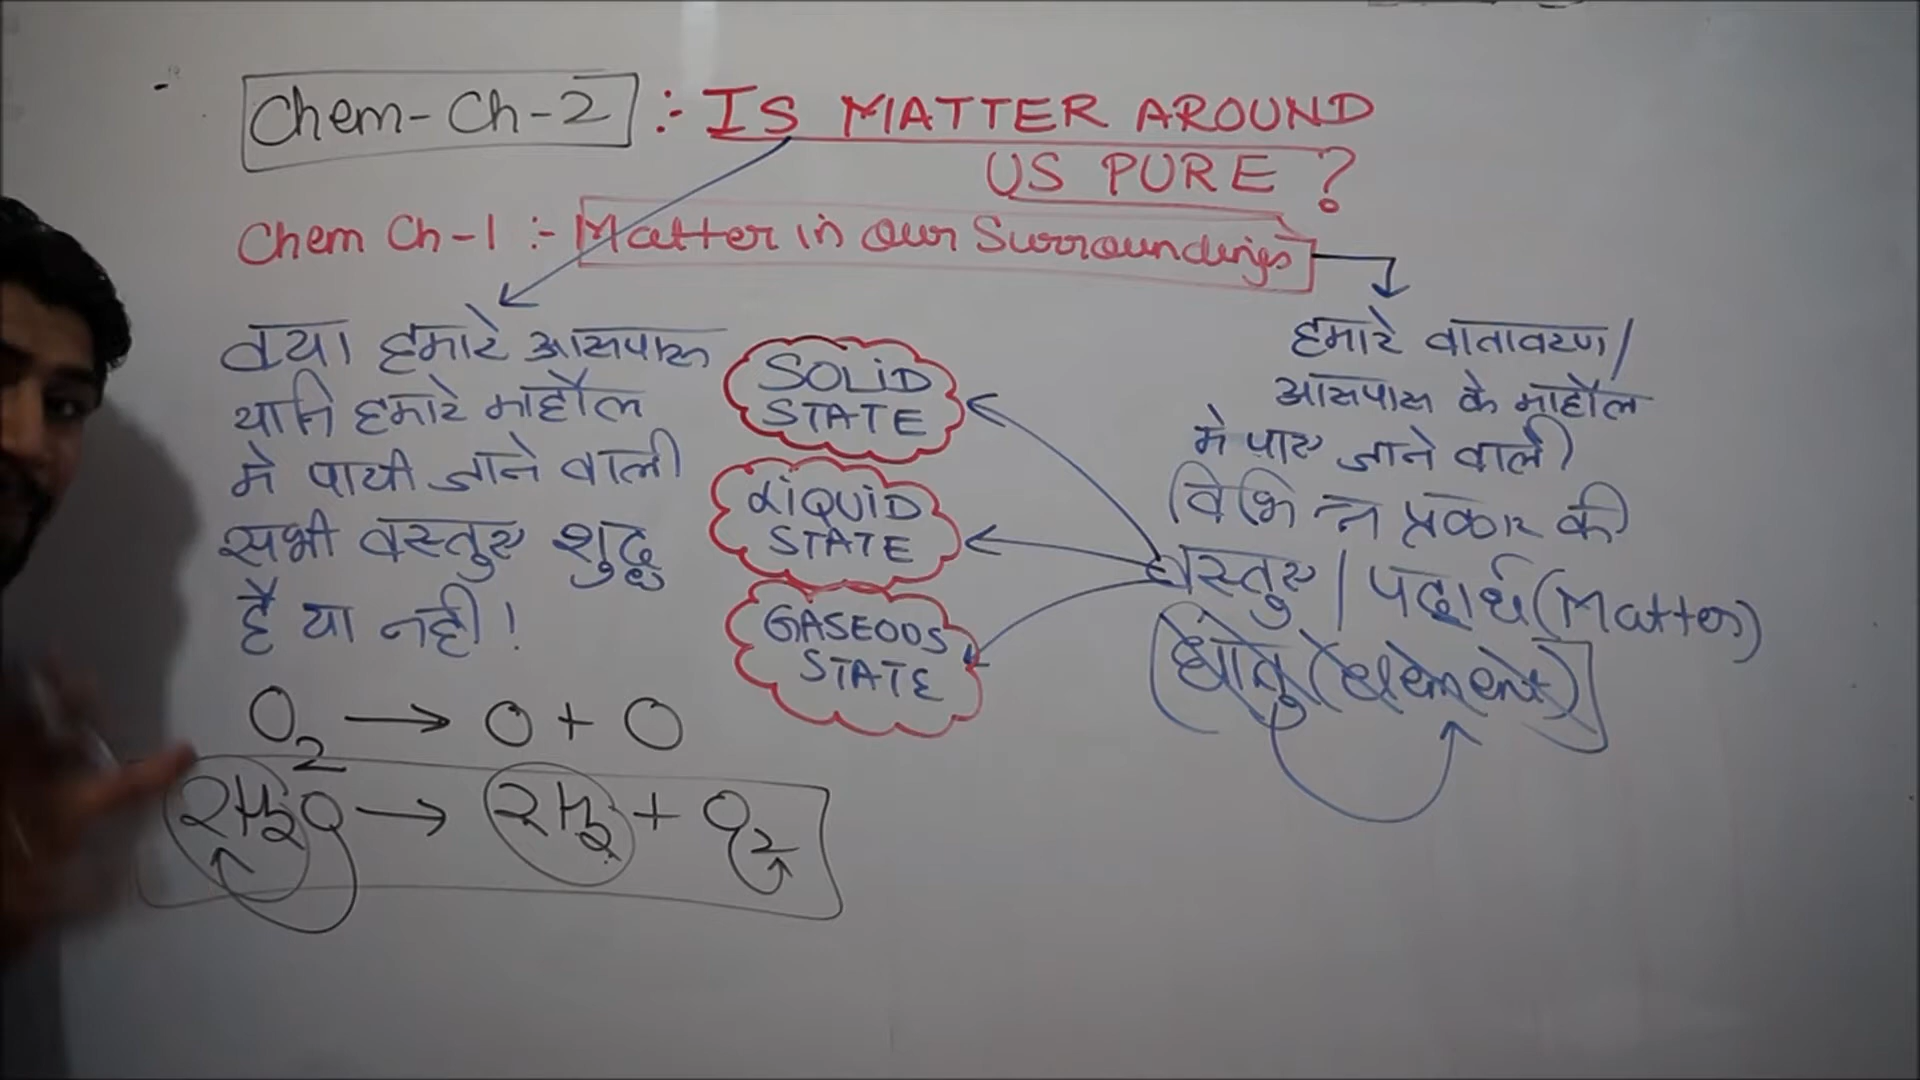 Chem-Ch-2 :- IS MATTER AROUND
US PURE ?
Chem Ch-1 :- Matter in our Surroundings
क्या हमारे आसपास
यानि हमारे माहौल
मे पायी जाने वाली
सभी वस्तुए शुद्ध
है या नही !
SOLiD
STATE
LiQUiD
STATE
GASEOUS
STATE
हमारे वातावरण/
आसपास के माहौल
मे पाए जाने वाली
विभिन्न प्रकार की
वस्तुए / पदार्थ (Matter)
(धातु (element)]
O₂ → O + O
2H₂O → 2H₂ + O₂